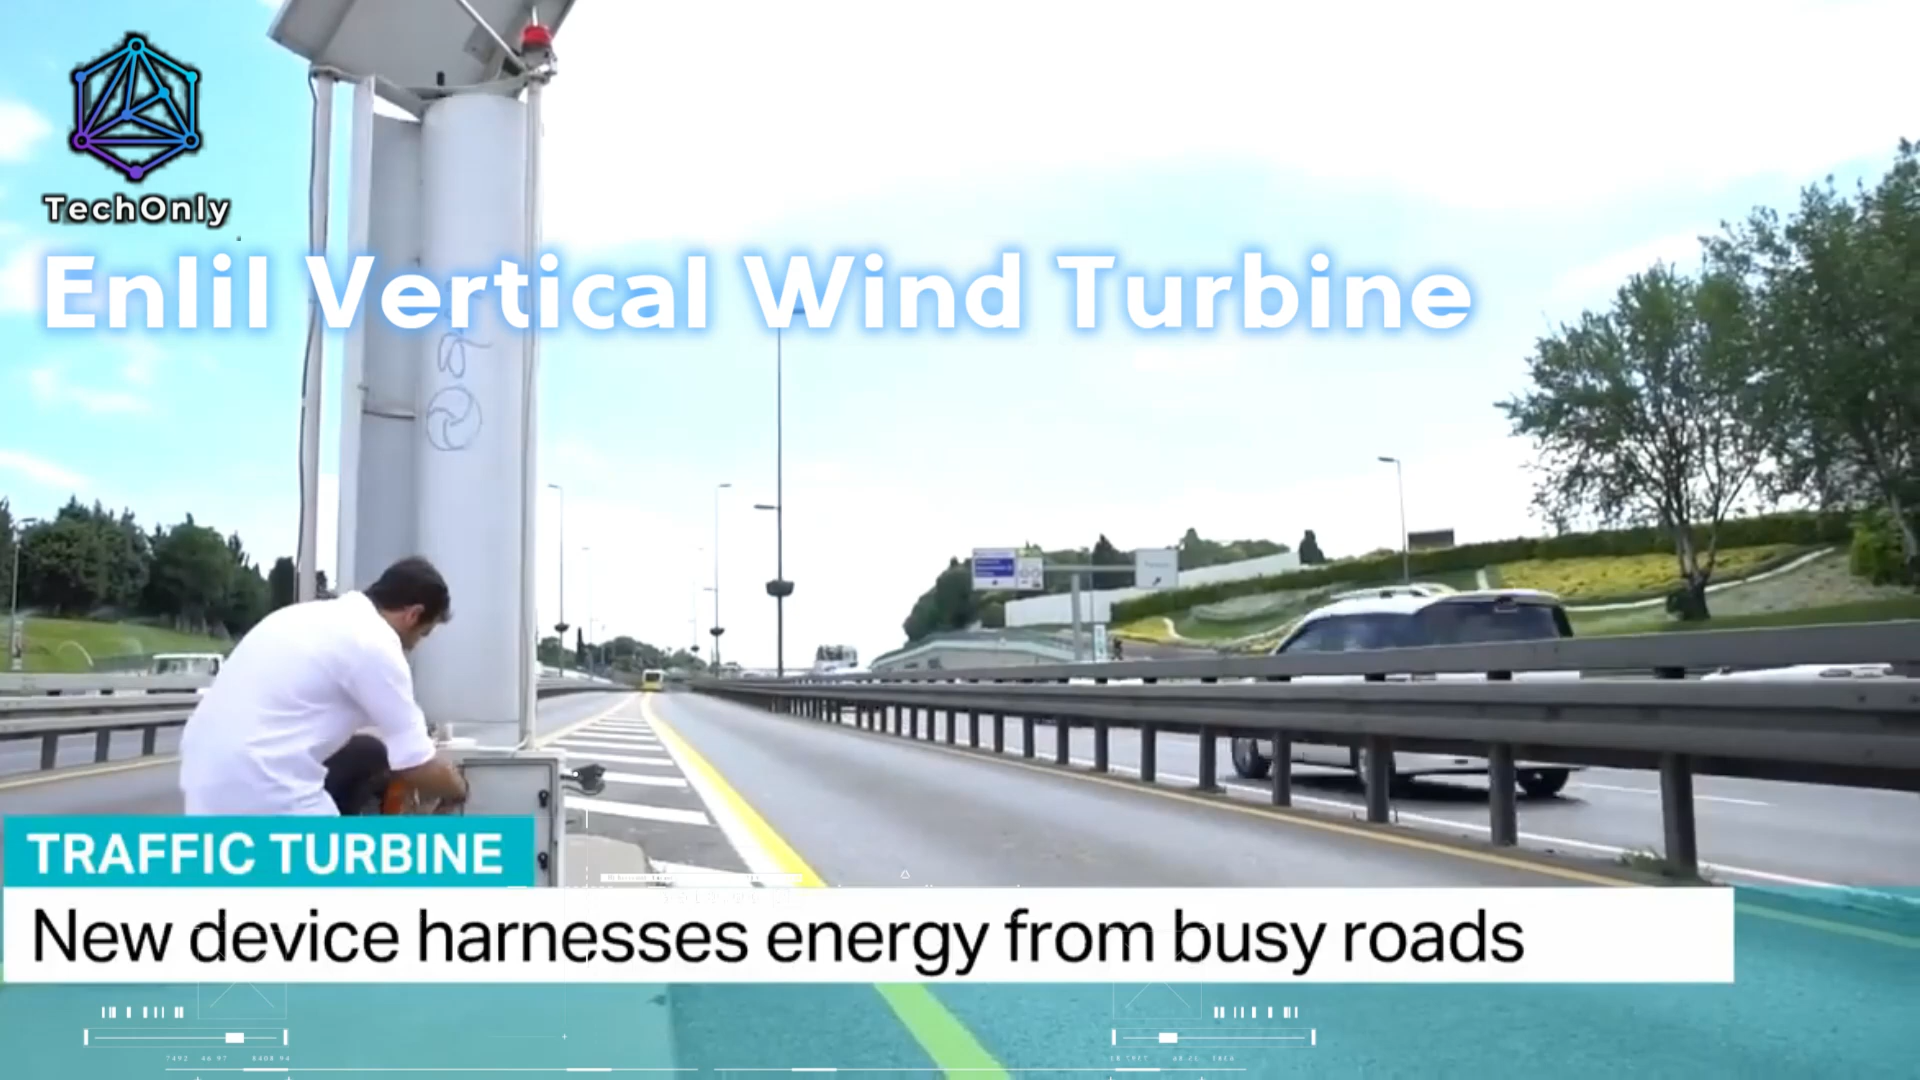 TechOnly
Enlil Vertical Wind Turbine
TRAFFIC TURBINE
New device harnesses energy from busy roads